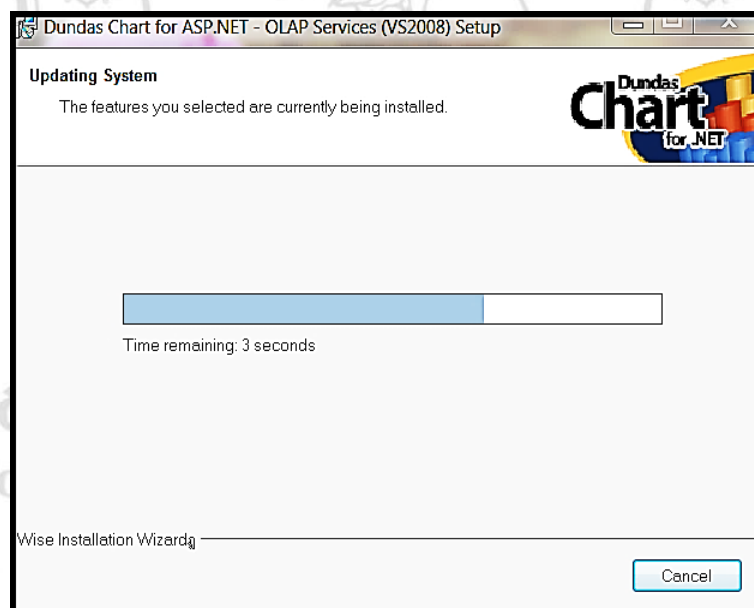 Dundas Chart for ASP.NET - OLAP Services (VS2008) Setup
Updating System
The features you selected are currently being installed.
Dundas
Chart
for .NET
Time remaining: 3 seconds
Wise Installation Wizard
Cancel